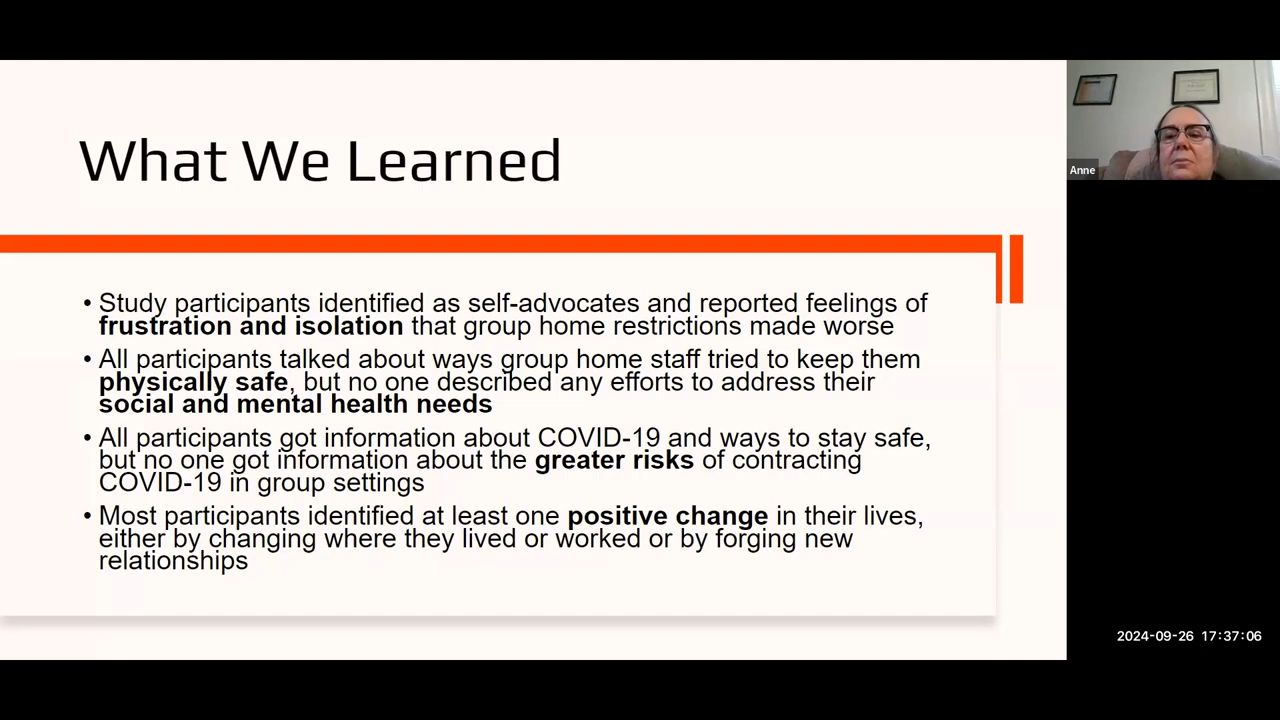 What We Learned
• Study participants identified as self-advocates and reported feelings of
frustration and isolation that group home restrictions made worse
• All participants talked about ways group home staff tried to keep them
physically safe, but no one described any efforts to address their
social and mental health needs
• All participants got information about COVID-19 and ways to stay safe,
but no one got information about the greater risks of contracting
COVID-19 in group settings
• Most participants identified at least one positive change in their lives,
either by changing where they lived or worked or by forging new
relationships
Anne
2024-09-26 17:37:06